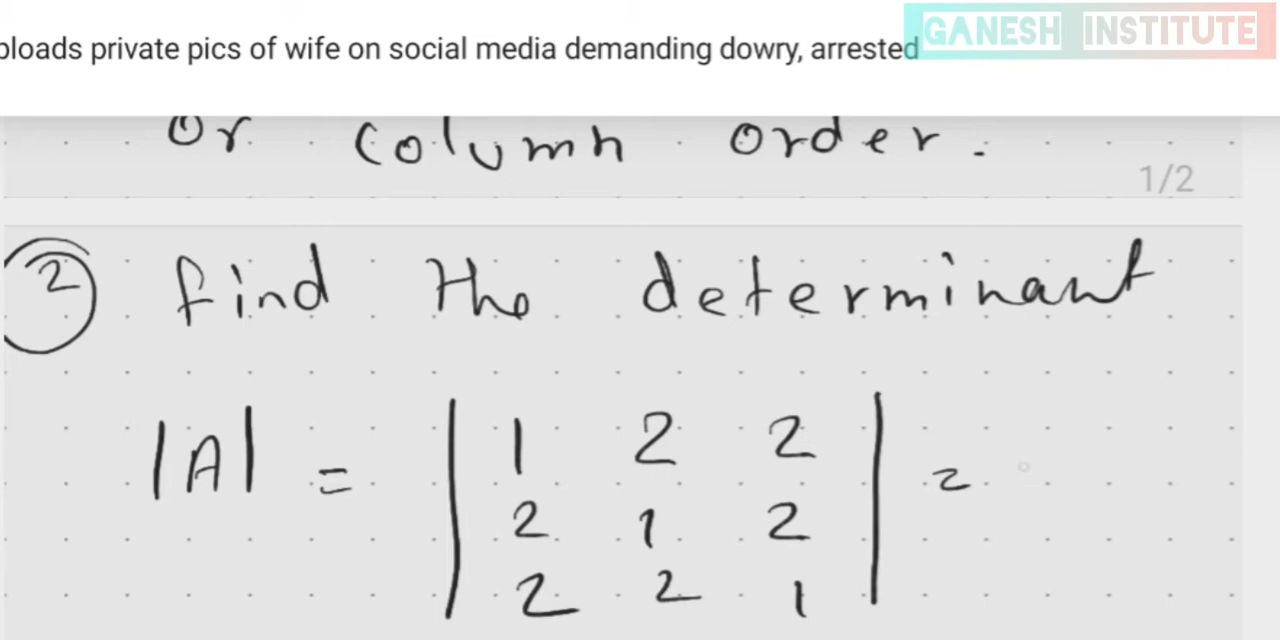 GANESH INSTITUTE
ploads private pics of wife on social media demanding dowry, arrested
Or column order.
1/2
2 find the determinant
|A| = | 1 2 2 | =
2 1 2
2 2 1